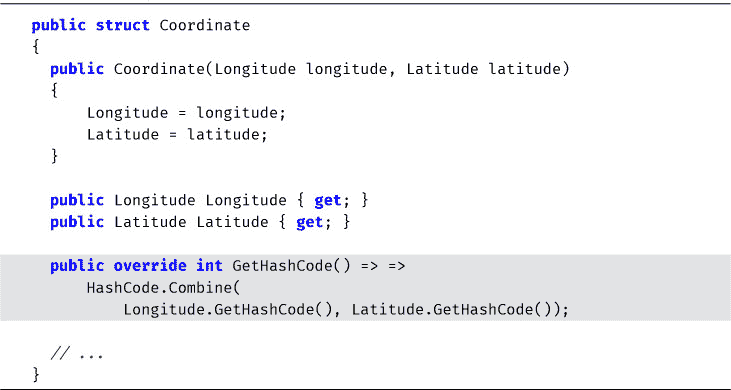 public struct Coordinate
{
  public Coordinate(Longitude longitude, Latitude latitude)
  {
      Longitude = longitude;
      Latitude = latitude;
  }

  public Longitude Longitude { get; }
  public Latitude Latitude { get; }

  public override int GetHashCode() => =>
      HashCode.Combine(
          Longitude.GetHashCode(), Latitude.GetHashCode());

  // ...
}